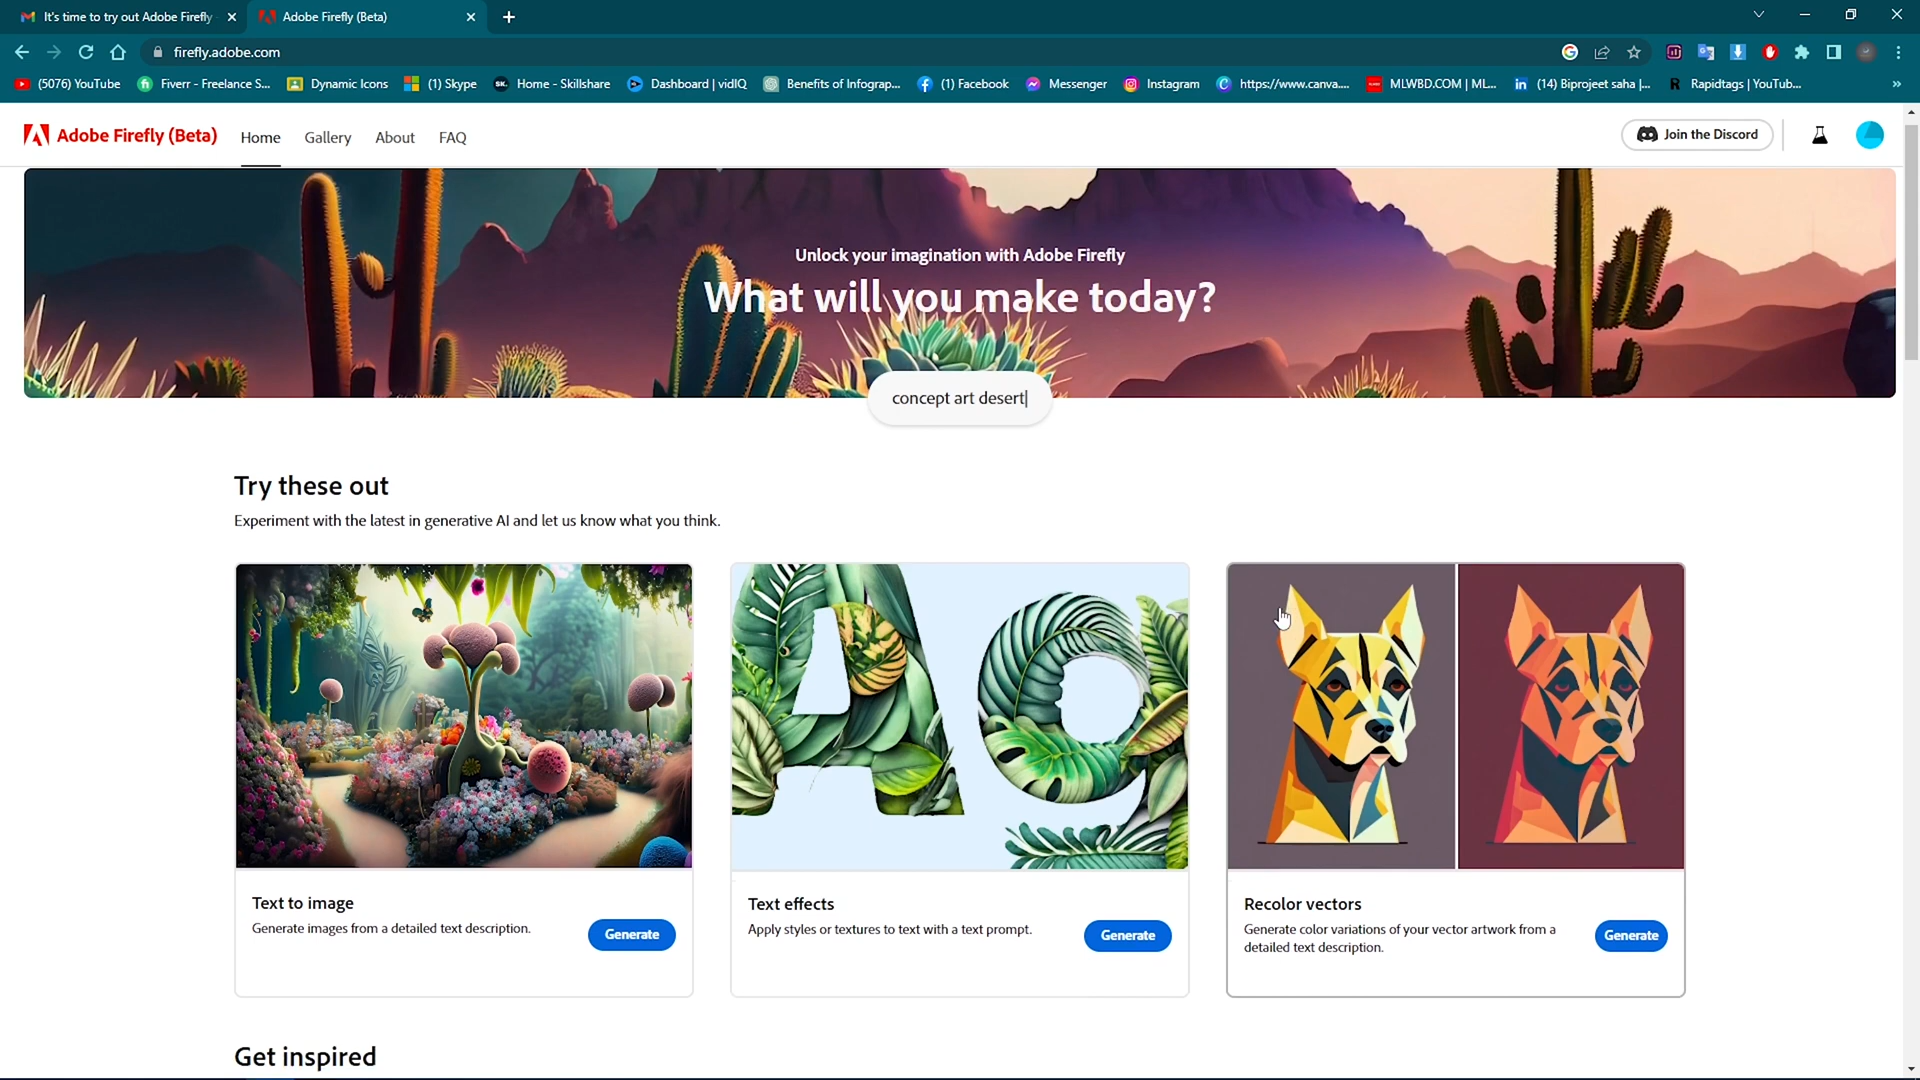 It's time to try out Adobe Firefly
Adobe Firefly (Beta)
firefly.adobe.com
(5076) YouTube
Fiverr - Freelance S...
Dynamic Icons
(1) Skype
Home - Skillshare
Dashboard | vidIQ
Benefits of Infograp...
(1) Facebook
Messenger
Instagram
https://www.canva....
MLWBD.COM | ML...
(14) Biprojeet saha |...
Rapidtags | YouTub...
Adobe Firefly (Beta)
Home
Gallery
About
FAQ
Join the Discord
Unlock your imagination with Adobe Firefly
What will you make today?
concept art desert
Try these out
Experiment with the latest in generative AI and let us know what you think.
Ag
Text to image
Generate images from a detailed text description.
Generate
Text effects
Apply styles or textures to text with a text prompt.
Generate
Recolor vectors
Generate color variations of your vector artwork from a
detailed text description.
Generate
Get inspired